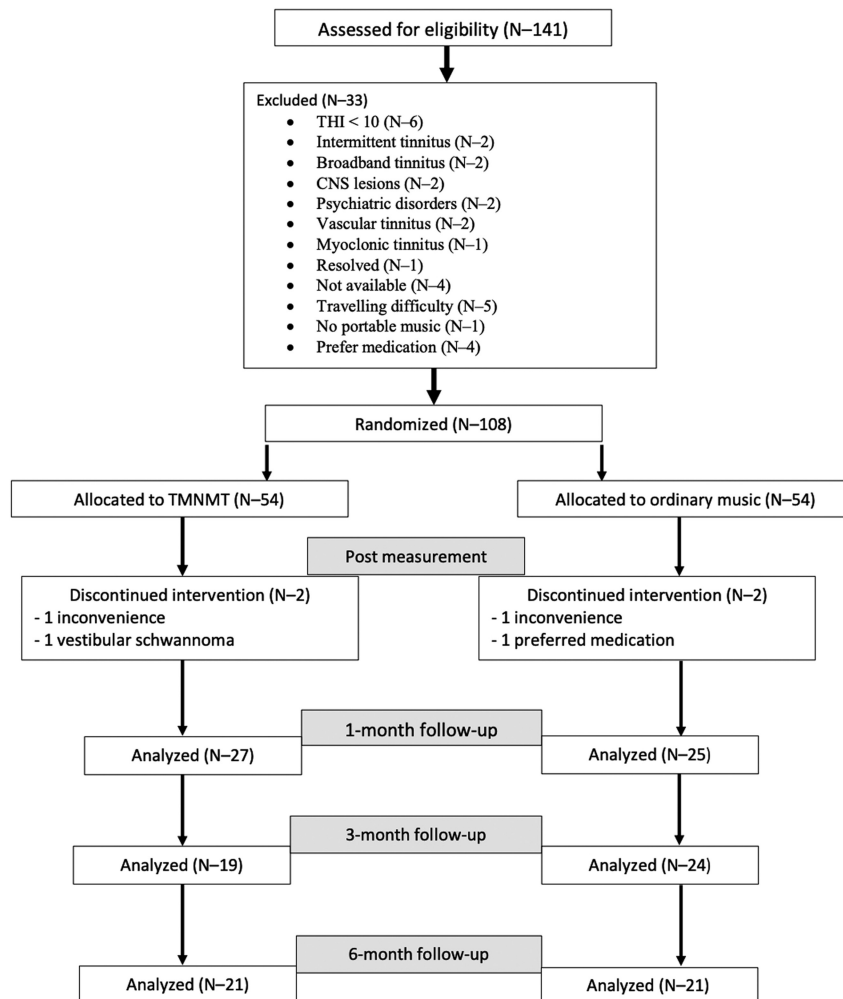 Assessed for eligibility (N–141)
Excluded (N–33)
• THI < 10 (N–6)
• Intermittent tinnitus (N–2)
• Broadband tinnitus (N–2)
• CNS lesions (N–2)
• Psychiatric disorders (N–2)
• Vascular tinnitus (N–2)
• Myoclonic tinnitus (N–1)
• Resolved (N–1)
• Not available (N–4)
• Travelling difficulty (N–5)
• No portable music (N–1)
• Prefer medication (N–4)
Randomized (N–108)
Allocated to TMNMT (N–54)
Allocated to ordinary music (N–54)
Post measurement
Discontinued intervention (N–2)
- 1 inconvenience
- 1 vestibular schwannoma
Discontinued intervention (N–2)
- 1 inconvenience
- 1 preferred medication
1-month follow-up
Analyzed (N–27)
Analyzed (N–25)
3-month follow-up
Analyzed (N–19)
Analyzed (N–24)
6-month follow-up
Analyzed (N–21)
Analyzed (N–21)